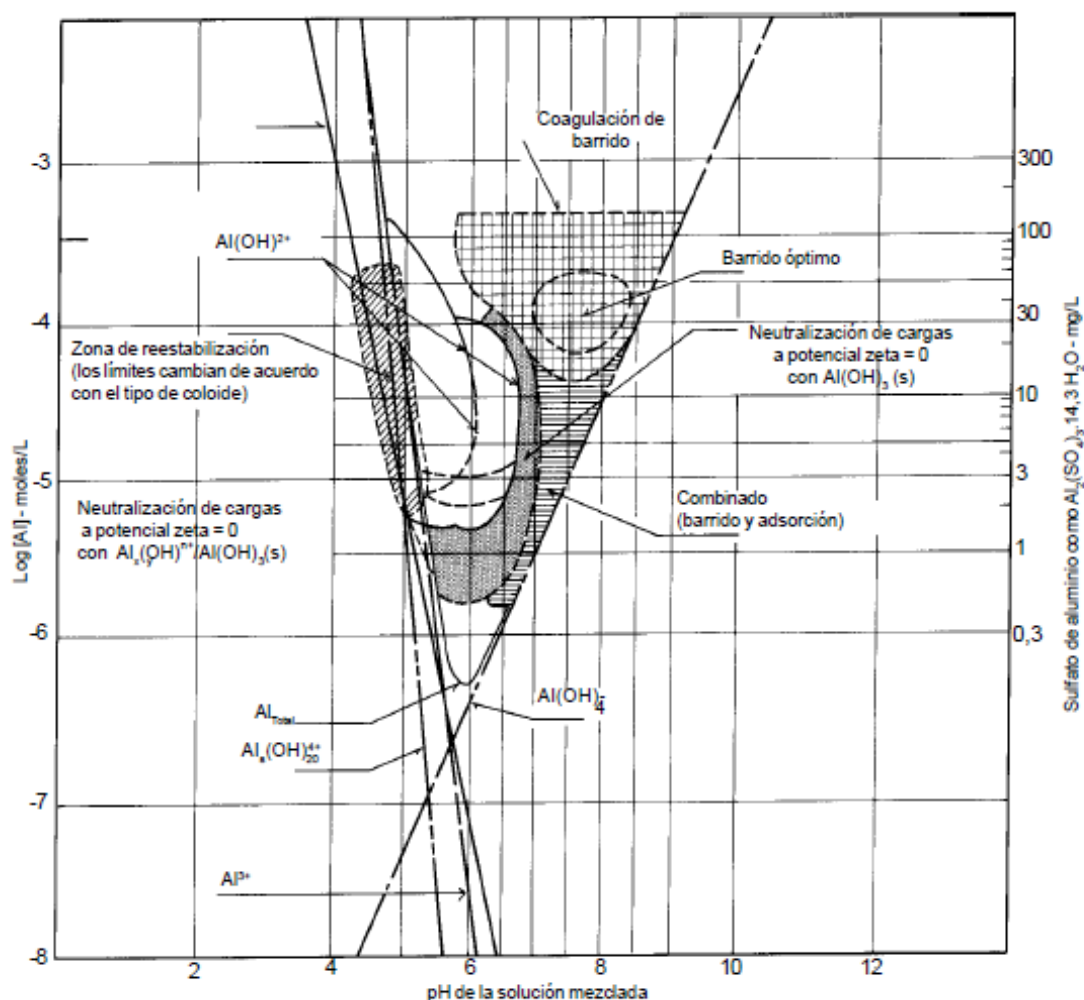 Coagulación de
barrido
-3
300
Al(OH)²⁺
100
Barrido óptimo
-4
30
Zona de reestabilización
(los límites cambian de acuerdo
con el tipo de coloide)
Neutralización de cargas
a potencial zeta = 0
con Al(OH)₃ (s)
10
-5
3
Neutralización de cargas
a potencial zeta = 0
con Alₓ(OH)ⁿ⁺/Al(OH)₃(s)
y
Combinado
(barrido y adsorción)
1
-6
0,3
Al(OH)₄⁻
Al Total
Al₈(OH)₂₀⁴⁺
-7
Al³⁺
-8
2
4
6
8
10
12
pH de la solución mezclada
Log [Al] - moles/L
Sulfato de aluminio como Al₂(SO₄)₃.14,3 H₂O - mg/L